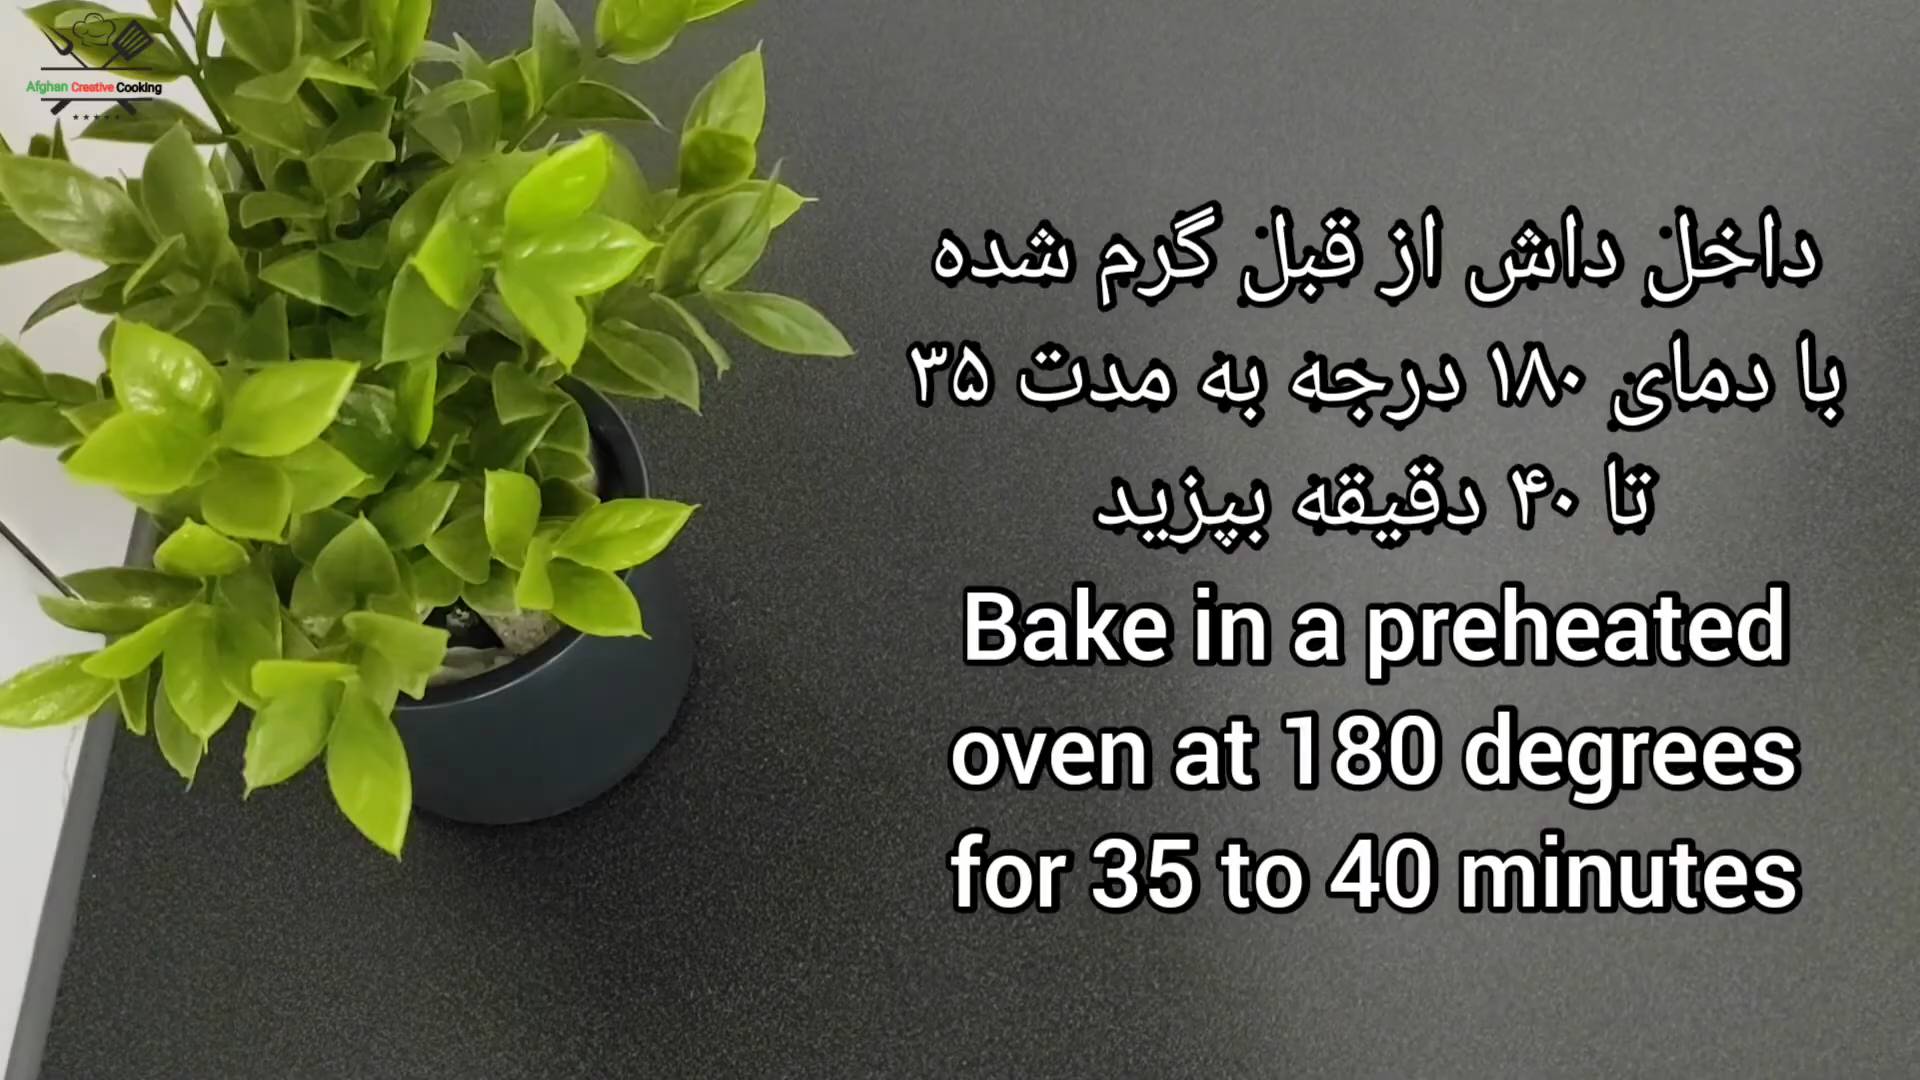 Afghan Creative Cooking
داخل داش از قبل گرم شده
با دمای ۱۸۰ درجه به مدت ۳۵
تا ۴۰ دقیقه بپزید
Bake in a preheated
oven at 180 degrees
for 35 to 40 minutes